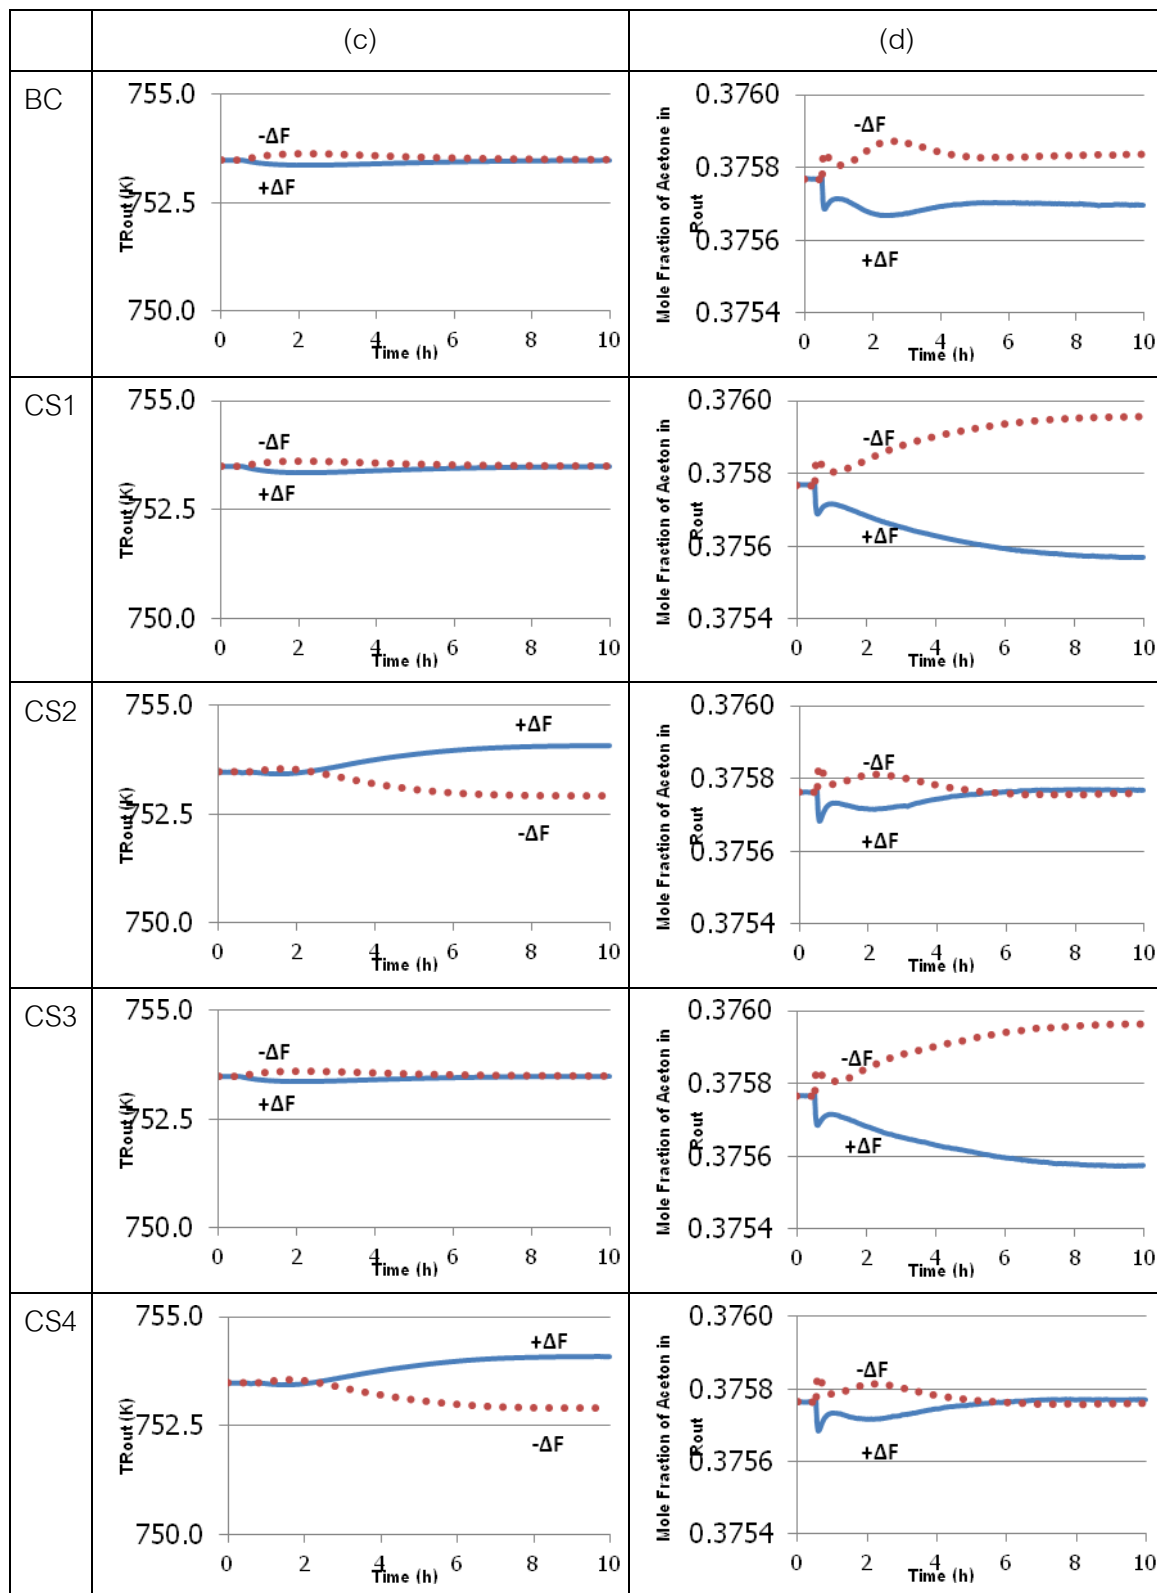 (c) (d)
BC
755.0
752.5
750.0
TRout (K)
-ΔF
+ΔF
0 2 4 6 8 10
Time (h)
0.3760
0.3758
0.3756
0.3754
Mole Fraction of Acetone in
Rout
-ΔF
+ΔF
0 2 4 6 8 10
Time (h)
CS1
755.0
752.5
750.0
TRout (K)
-ΔF
+ΔF
0 2 4 6 8 10
Time (h)
0.3760
0.3758
0.3756
0.3754
Mole Fraction of Aceton in
Rout
-ΔF
+ΔF
0 2 4 6 8 10
Time (h)
CS2
755.0
752.5
750.0
TRout (K)
+ΔF
-ΔF
0 2 4 6 8 10
Time (h)
0.3760
0.3758
0.3756
0.3754
Mole Fraction of Aceton in
Rout
-ΔF
+ΔF
0 2 4 6 8 10
Time (h)
CS3
755.0
752.5
750.0
TRout (K)
-ΔF
+ΔF
0 2 4 6 8 10
Time (h)
0.3760
0.3758
0.3756
0.3754
Mole Fraction of Aceton in
Rout
-ΔF
+ΔF
0 2 4 6 8 10
Time (h)
CS4
755.0
752.5
750.0
TRout (K)
+ΔF
-ΔF
0 2 4 6 8 10
Time (h)
0.3760
0.3758
0.3756
0.3754
Mole Fraction of Aceton in
Rout
-ΔF
+ΔF
0 2 4 6 8 10
Time (h)